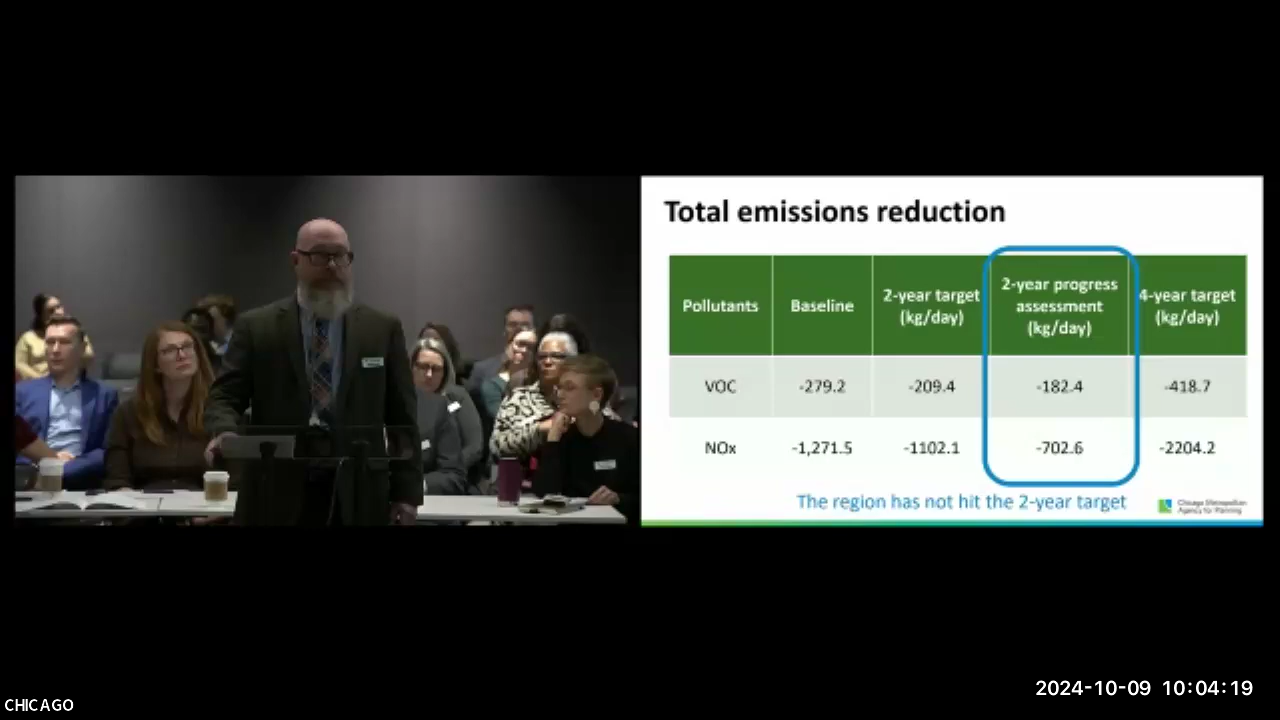 Total emissions reduction
Pollutants
Baseline
2-year target
(kg/day)
2-year progress
assessment
(kg/day)
4-year target
(kg/day)
VOC
-279.2
-209.4
-182.4
-418.7
NOx
-1,271.5
-1102.1
-702.6
-2204.2
The region has not hit the 2-year target
Chicago Metropolitan
Agency for Planning
2024-10-09 10:04:19
CHICAGO